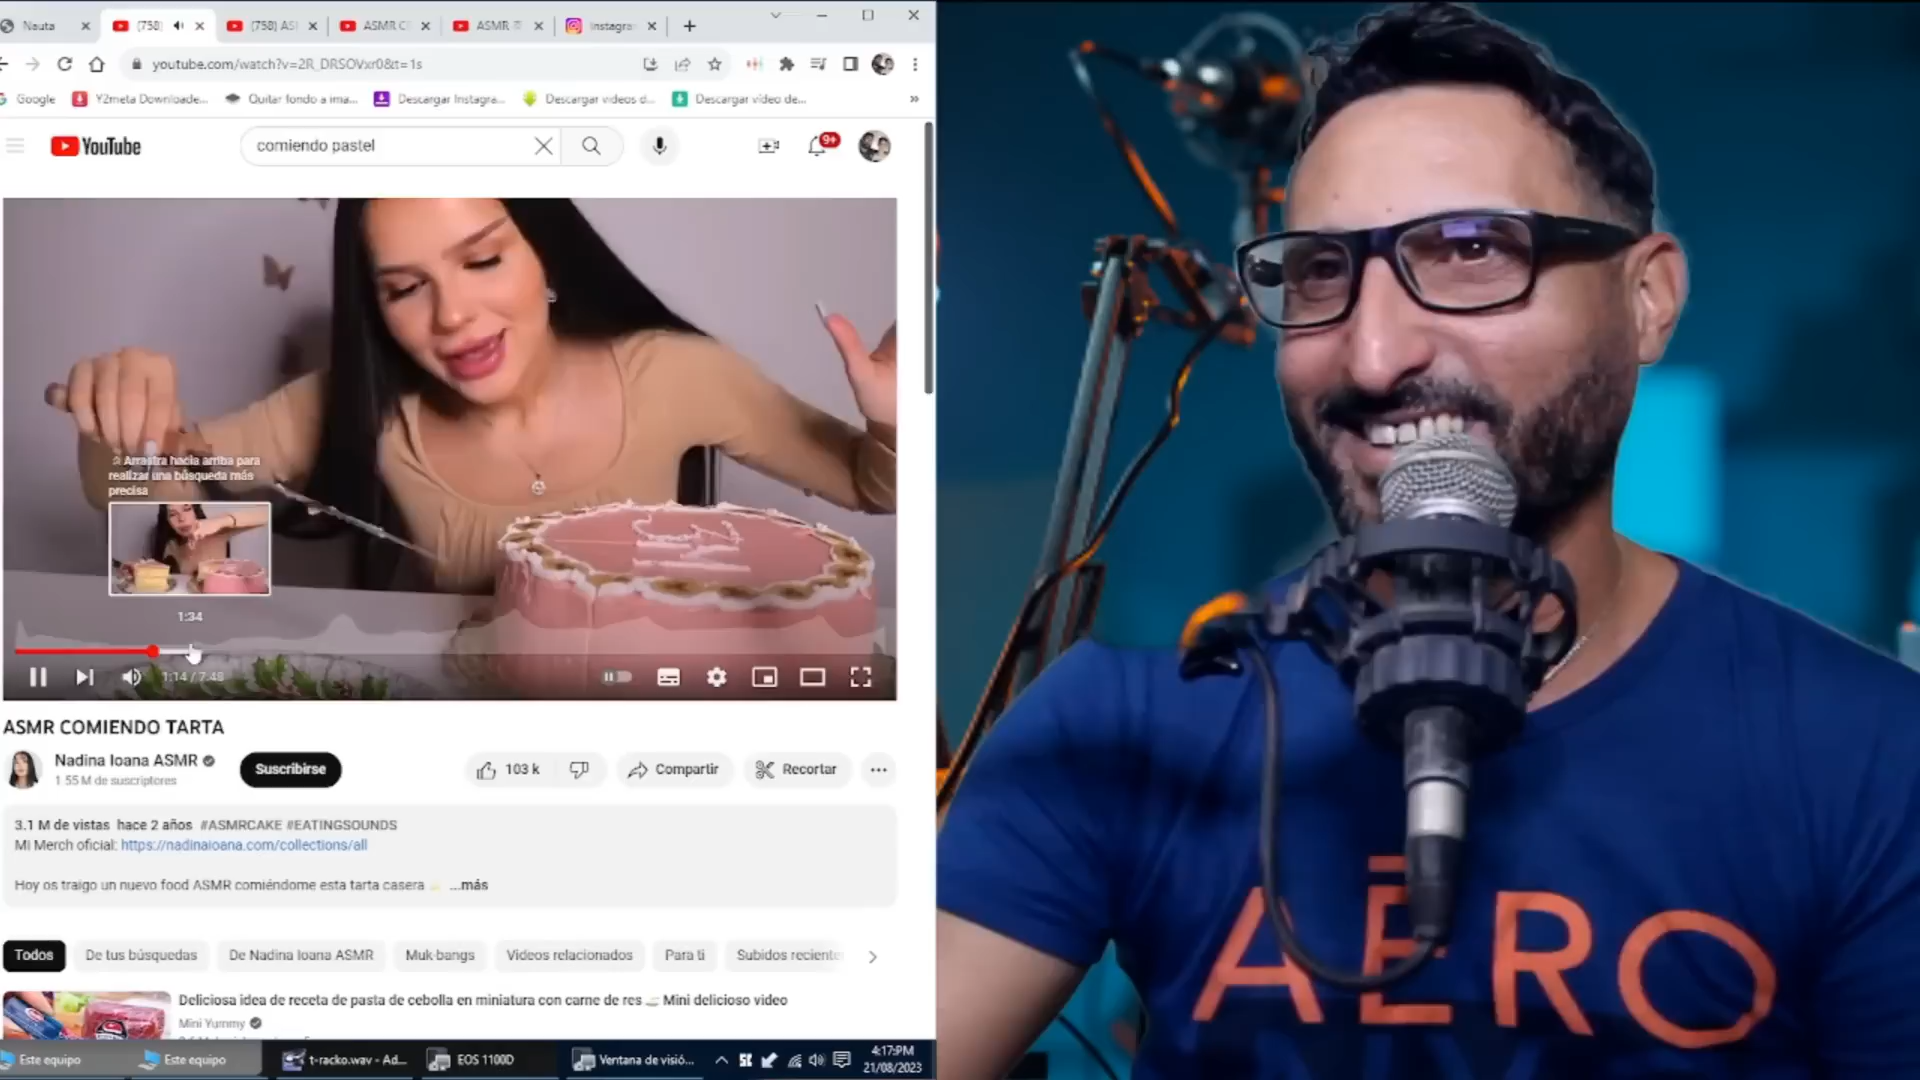 Nauta
(758)
(758) AS
ASMR C
ASMR
Instagra
youtube.com/watch?v=2R_DRSOVxr0&t=1s
Google
Y2meta Downloade...
Quitar fondo a ima...
Descargar Instagra...
Descargar videos d...
Descargar video de...
»
YouTube
comiendo pastel
9+
Arrastra hacia arriba para
realizar una búsqueda más
precisa
1:34
1:14 / 7:48
ASMR COMIENDO TARTA
Nadina Ioana ASMR
1.55 M de suscriptores
Suscribirse
103 k
Compartir
Recortar
3.1 M de vistas hace 2 años #ASMRCAKE #EATINGSOUNDS
Mi Merch oficial: https://nadinaioana.com/collections/all
Hoy os traigo un nuevo food ASMR comiéndome esta tarta casera ...más
Todos
De tus búsquedas
De Nadina Ioana ASMR
Muk-bangs
Videos relacionados
Para ti
Subidos reciente
Deliciosa idea de receta de pasta de cebolla en miniatura con carne de res Mini delicioso video
Mini Yummy
Este equipo
Este equipo
t-racko.wav - Ad...
EOS 1100D
Ventana de visió...
4:17 PM
21/08/2023
AERO